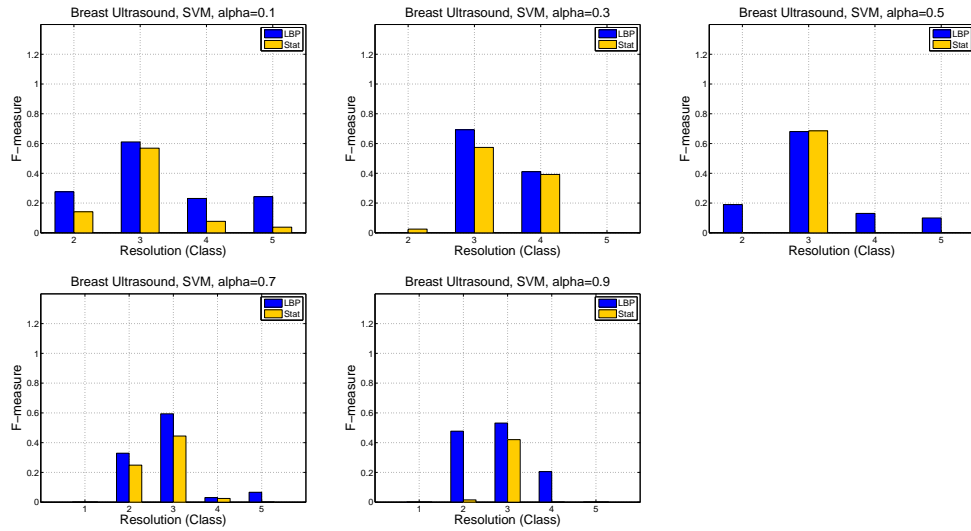 Breast Ultrasound, SVM, alpha=0.1
LBP
Stat
F−measure
1.2
1
0.8
0.6
0.4
0.2
0
2 3 4 5
Resolution (Class)
Breast Ultrasound, SVM, alpha=0.3
LBP
Stat
F−measure
1.2
1
0.8
0.6
0.4
0.2
0
2 3 4 5
Resolution (Class)
Breast Ultrasound, SVM, alpha=0.5
LBP
Stat
F−measure
1.2
1
0.8
0.6
0.4
0.2
0
2 3 4 5
Resolution (Class)
Breast Ultrasound, SVM, alpha=0.7
LBP
Stat
F−measure
1.2
1
0.8
0.6
0.4
0.2
0
1 2 3 4 5
Resolution (Class)
Breast Ultrasound, SVM, alpha=0.9
LBP
Stat
F−measure
1.2
1
0.8
0.6
0.4
0.2
0
1 2 3 4 5
Resolution (Class)